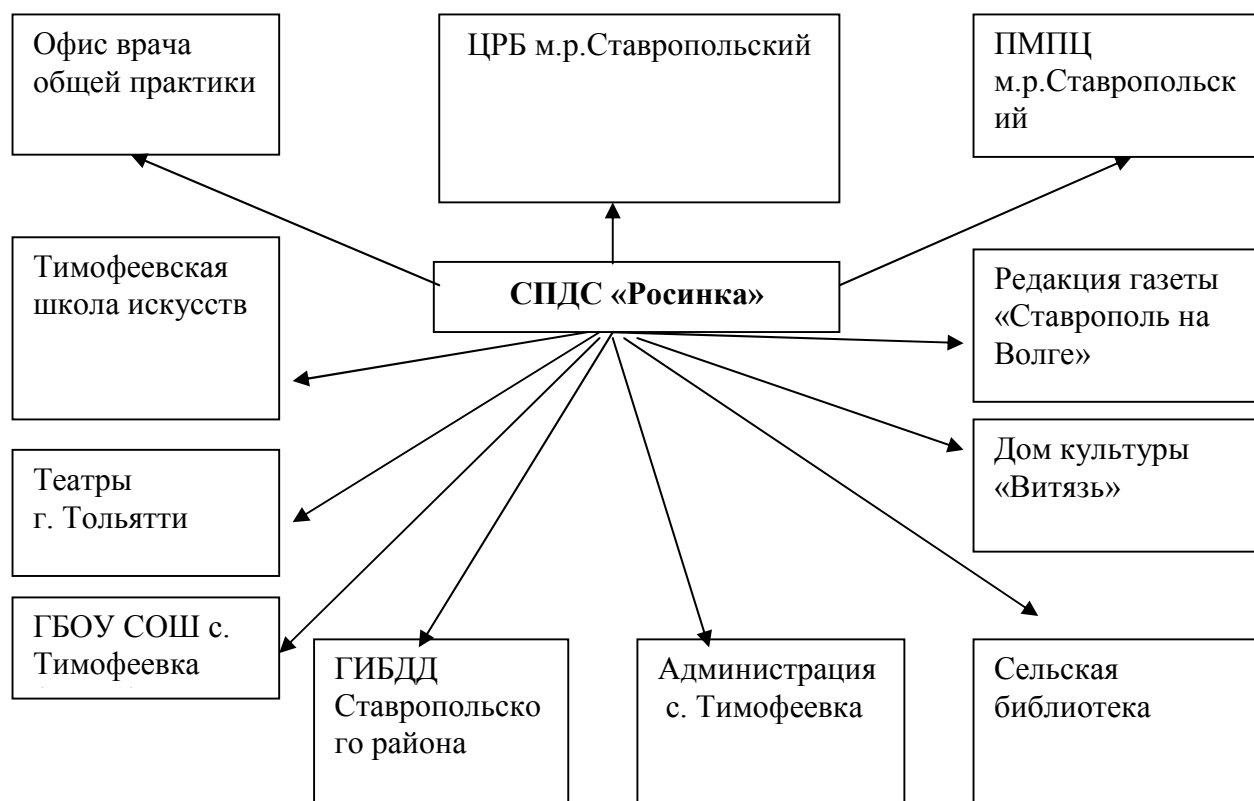 Офис врача
общей практики
ЦРБ м.р.Ставропольский
ПМПЦ
м.р.Ставропольск
ий
Тимофеевская
школа искусств
СПДС «Росинка»
Редакция газеты
«Ставрополь на
Волге»
Театры
г. Тольятти
Дом культуры
«Витязь»
ГБОУ СОШ с.
Тимофеевка
ГИБДД
Ставропольско
го района
Администрация
с. Тимофеевка
Сельская
библиотека